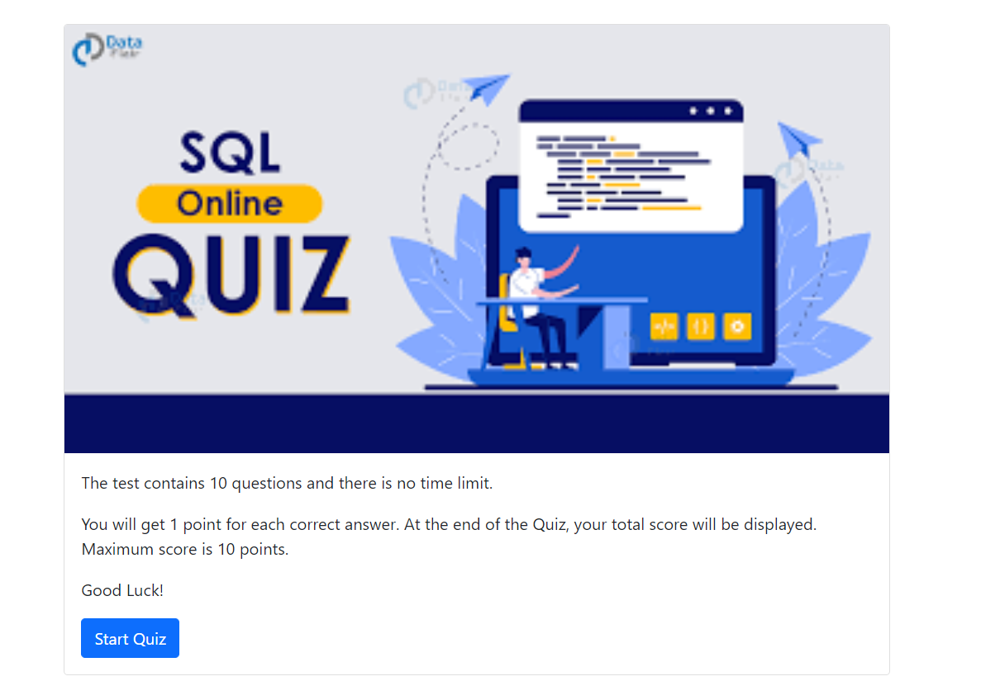 Data
Flair
SQL
Online
QUIZ
The test contains 10 questions and there is no time limit.
You will get 1 point for each correct answer. At the end of the Quiz, your total score will be displayed.
Maximum score is 10 points.
Good Luck!
Start Quiz